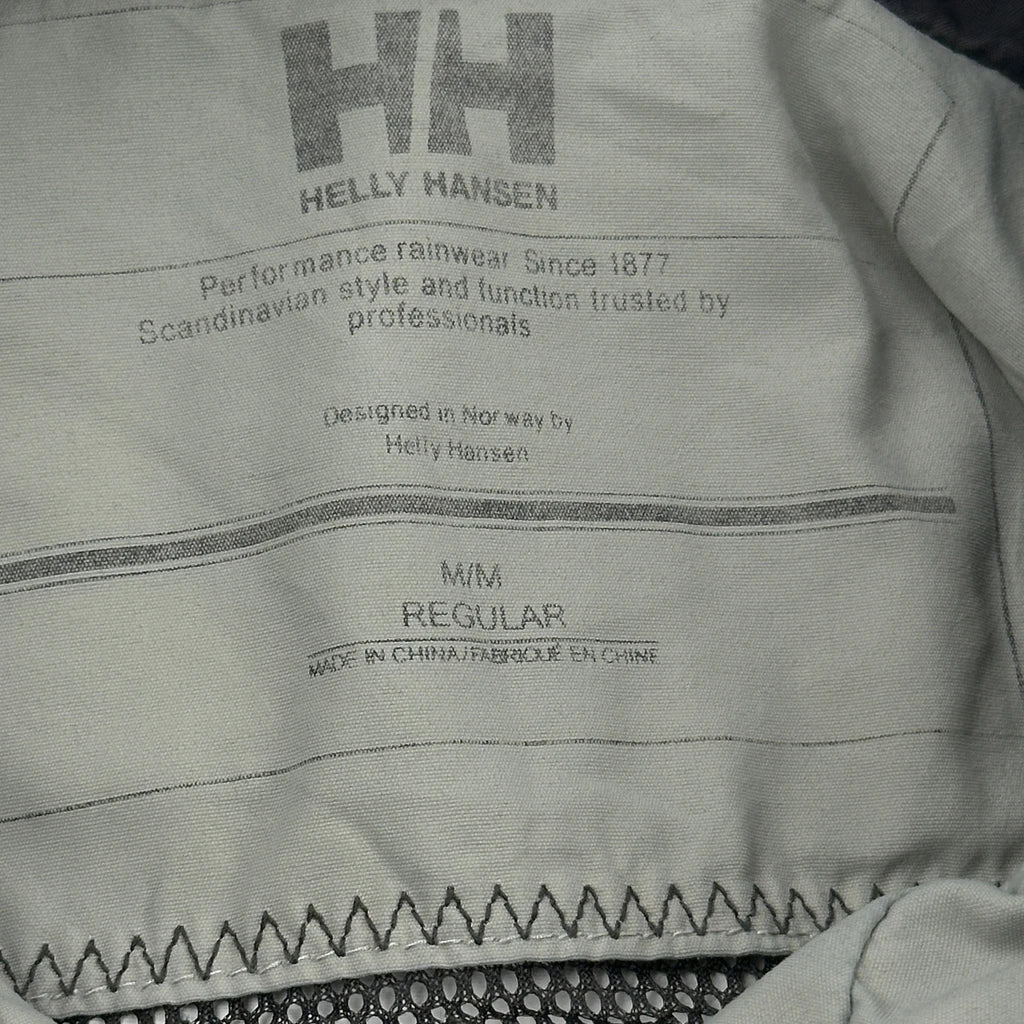 HH
HELLY HANSEN
Performance rainwear Since 1877
Scandinavian style and function trusted by
professionals
Designed in Norway by
Helly Hansen
M/M
REGULAR
MADE IN CHINA/FABRIQUÉ EN CHINE